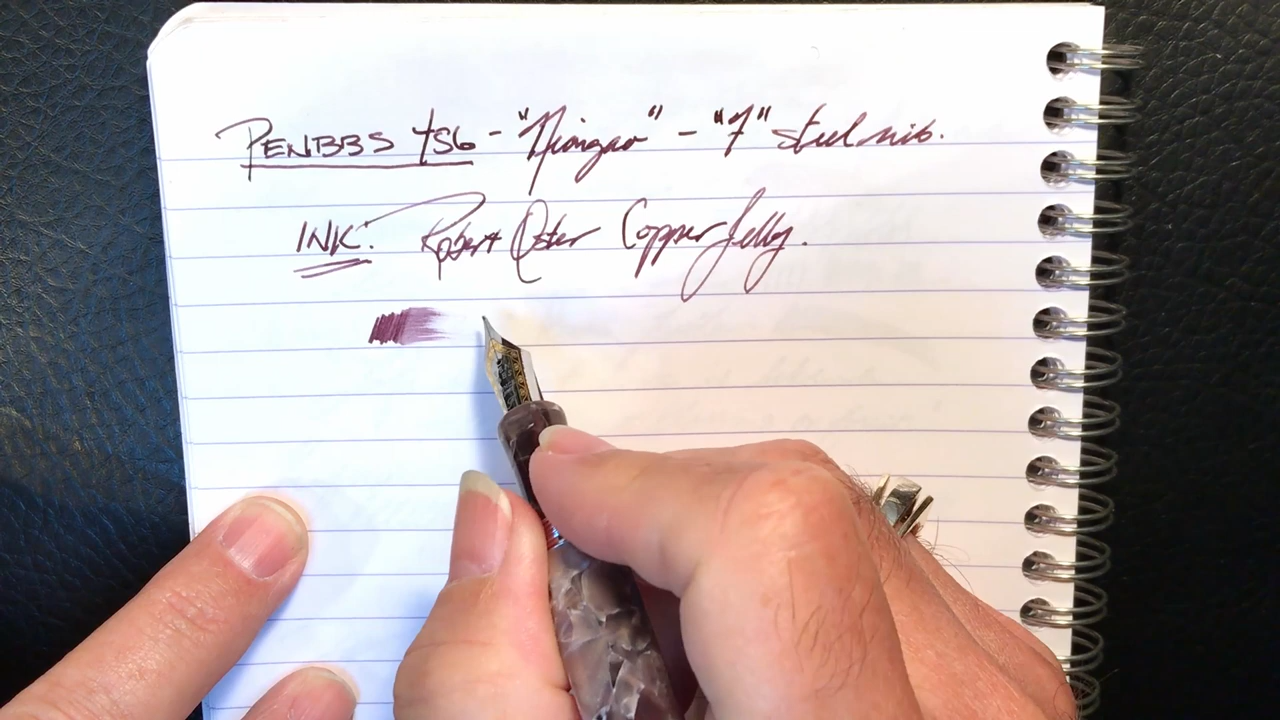 PENBBS 456 - "Niangao" - "F" steel nib.
INK: Robert Oster Copper Jelly.